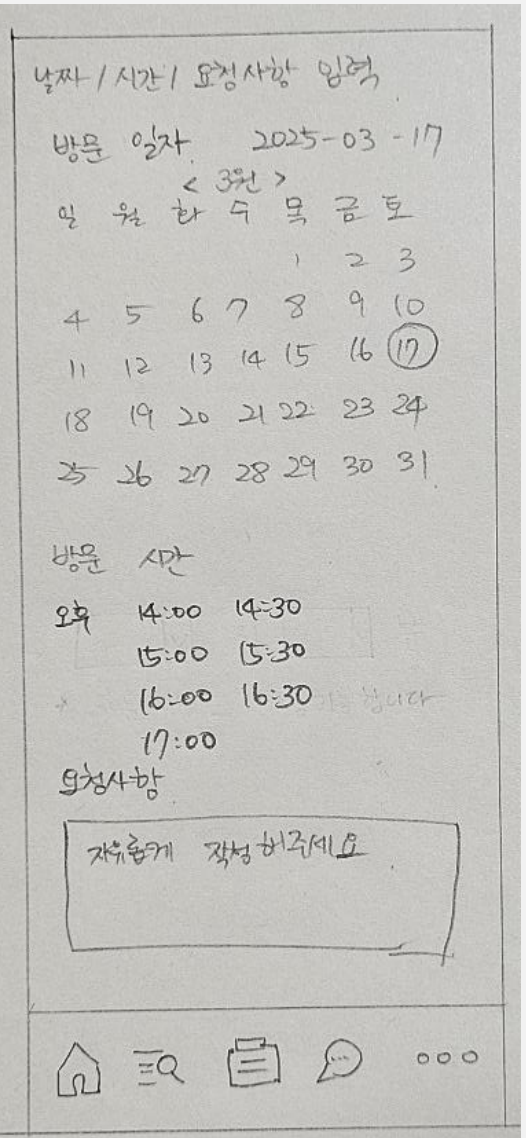 날짜 / 시간 / 요청사항 입력
방문 일자 2025-03-17
< 3월 >
일 월 화 수 목 금 토
1 2 3
4 5 6 7 8 9 10
11 12 13 14 15 16 17
18 19 20 21 22 23 24
25 26 27 28 29 30 31
방문 시간
오후 14:00 14:30
15:00 15:30
16:00 16:30
17:00
요청사항
자유롭게 작성해주세요